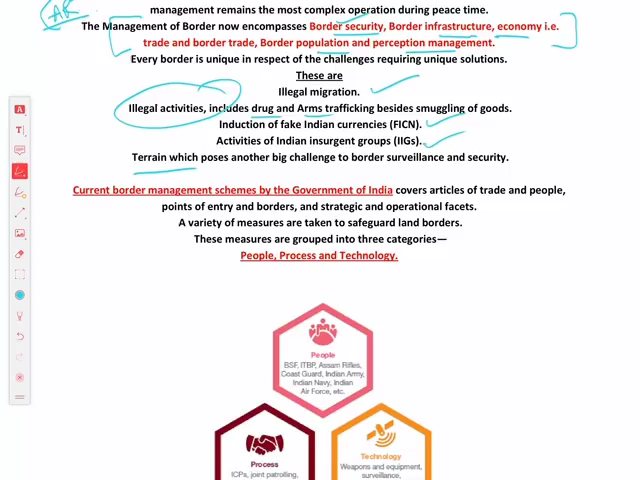 AR
management remains the most complex operation during peace time.
The Management of Border now encompasses Border security, Border infrastructure, economy i.e.
trade and border trade, Border population and perception management.
Every border is unique in respect of the challenges requiring unique solutions.
These are
Illegal migration.
Illegal activities, includes drug and Arms trafficking besides smuggling of goods.
Induction of fake Indian currencies (FICN).
Activities of Indian insurgent groups (IIGs).
Terrain which poses another big challenge to border surveillance and security.
Current border management schemes by the Government of India covers articles of trade and people,
points of entry and borders, and strategic and operational facets.
A variety of measures are taken to safeguard land borders.
These measures are grouped into three categories—
People, Process and Technology.
People
BSF, ITBP, Assam Rifles,
Coast Guard, Indian Army,
Indian Navy, Indian
Air Force, etc.
Process
ICPs, joint patrolling,
Technology
Weapons and equipment,
surveillance,